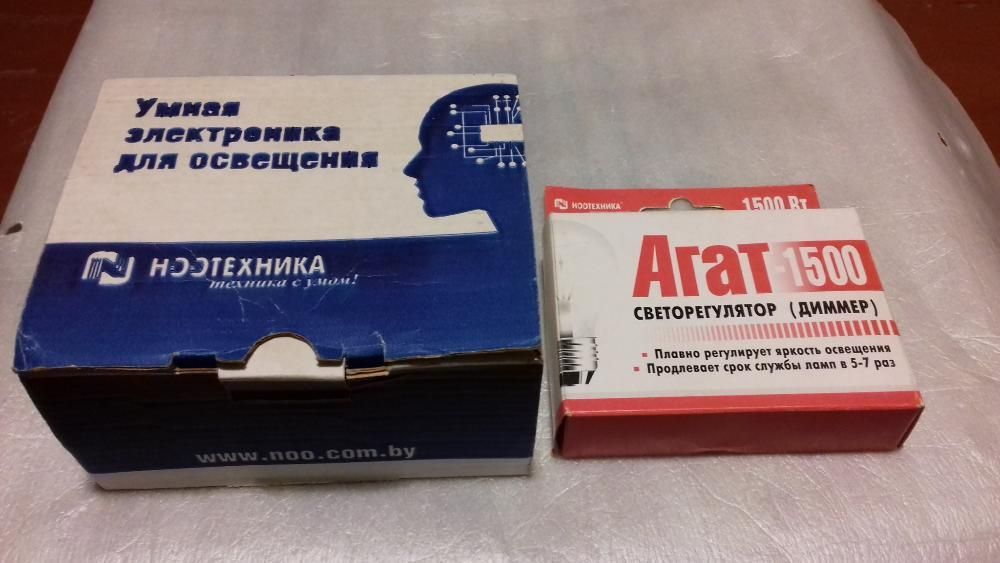 Умная
электроника
для освещения
НООТЕХНИКА
техника с умом!
www.noo.com.by
НООТЕХНИКА
1500 Вт
Агат-1500
СВЕТОРЕГУЛЯТОР (ДИММЕР)
Плавно регулирует яркость освещения
Продлевает срок службы ламп в 5-7 раз